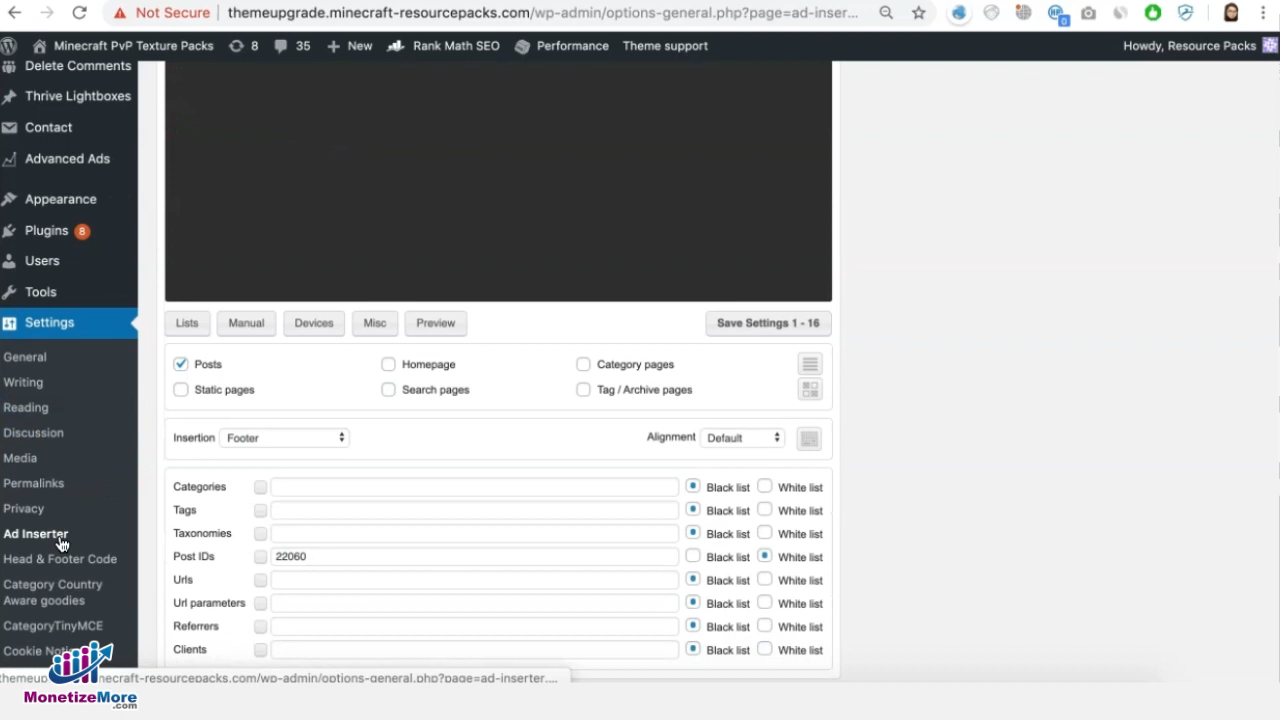 Not Secure themeupgrade.minecraft-resourcepacks.com/wp-admin/options-general.php?page=ad-inser...
Minecraft PvP Texture Packs 8 35 + New Rank Math SEO Performance Theme support Howdy, Resource Packs
Delete Comments
Thrive Lightboxes
Contact
Advanced Ads
Appearance
Plugins 8
Users
Tools
Settings
General
Writing
Reading
Discussion
Media
Permalinks
Privacy
Ad Inserter
Head & Footer Code
Category Country
Aware goodies
CategoryTinyMCE
Cookie
Lists Manual Devices Misc Preview Save Settings 1 - 16
Posts Homepage Category pages
Static pages Search pages Tag / Archive pages
Insertion Footer Alignment Default
Categories Black list White list
Tags Black list White list
Taxonomies Black list White list
Post IDs 22060 Black list White list
Urls Black list White list
Url parameters Black list White list
Referrers Black list White list
Clients Black list White list
necraft-resourcepacks.com/wp-admin/options-general.php?page=ad-inserter....
MonetizeMore
.com